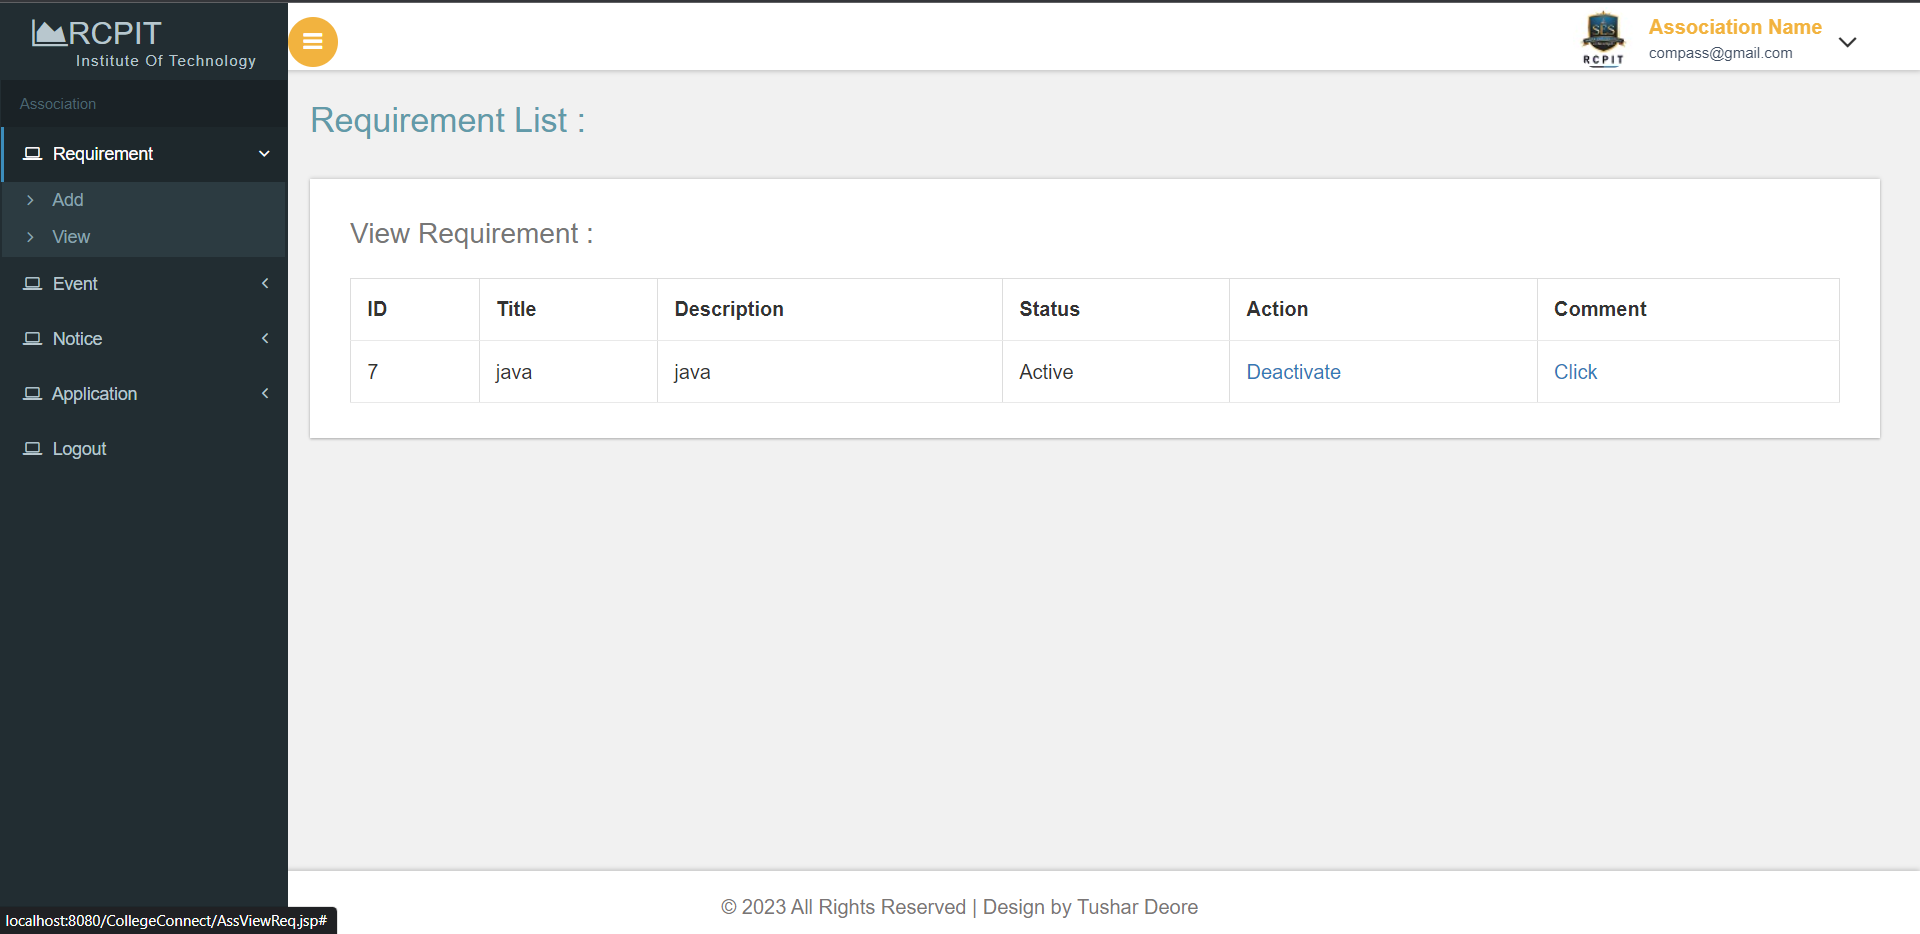 RCPIT
Institute Of Technology
Association
Requirement
Add
View
Event
Notice
Application
Logout
SES
RCPIT
Association Name
compass@gmail.com
Requirement List :
View Requirement :
ID Title Description Status Action Comment
7 java java Active Deactivate Click
© 2023 All Rights Reserved | Design by Tushar Deore
localhost:8080/CollegeConnect/AssViewReq.jsp#